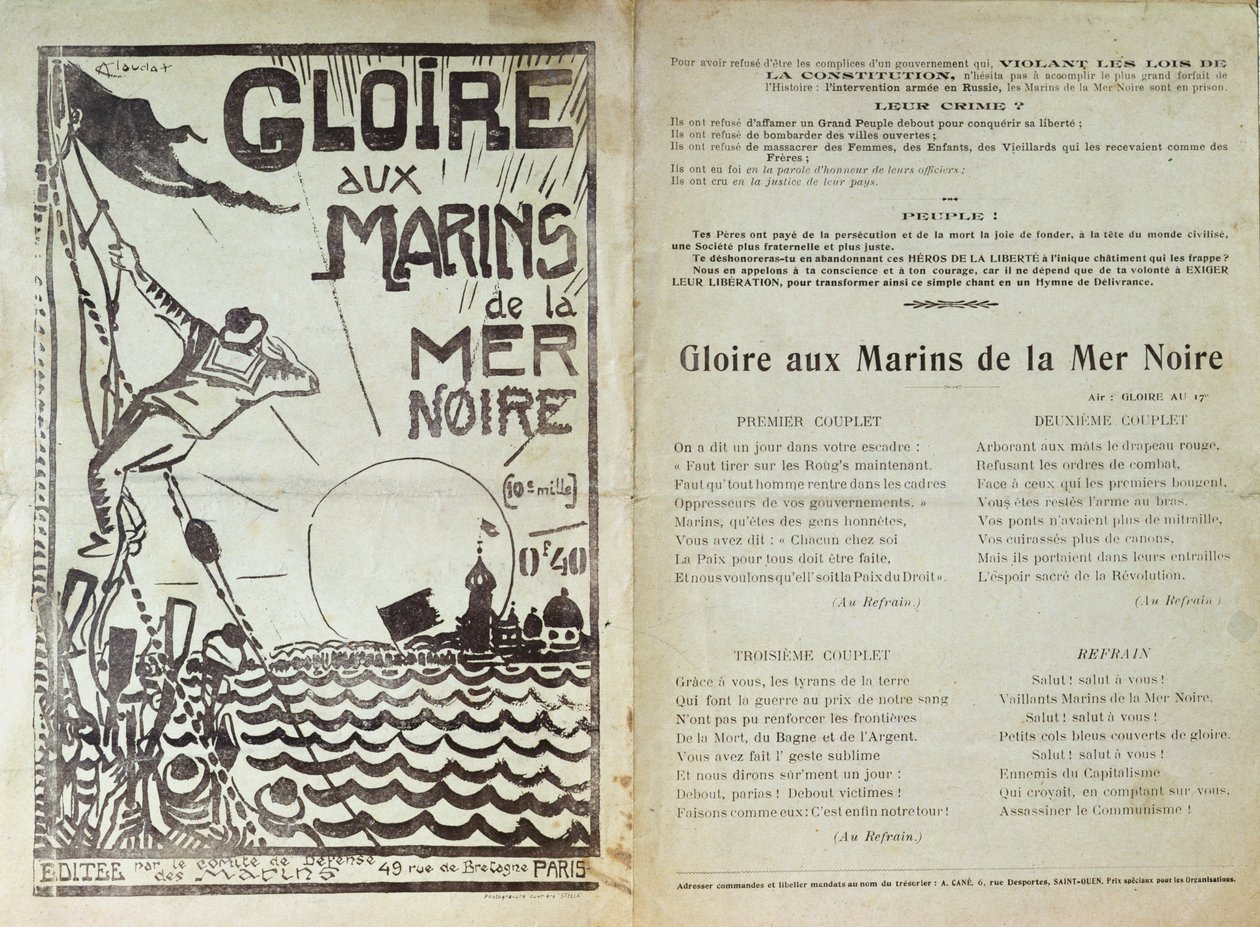 Claudot
GLOIRE
aux
MARINS
de la
MER
NOIRE
(10e mille)
0f40
EDITÉE par le comité de Défense
des Marins
49 rue de Bretagne PARIS
Photogravure ouvrière STELLA
Pour avoir refusé d'être les complices d'un gouvernement qui, VIOLANT LES LOIS DE
LA CONSTITUTION, n'hésita pas à accomplir le plus grand forfait de
l'Histoire : l'intervention armée en Russie, les Marins de la Mer Noire sont en prison.
LEUR CRIME ?
Ils ont refusé d'affamer un Grand Peuple debout pour conquérir sa liberté ;
Ils ont refusé de bombarder des villes ouvertes ;
Ils ont refusé de massacrer des Femmes, des Enfants, des Vieillards qui les recevaient comme des
Frères ;
Ils ont eu foi en la parole d'honneur de leurs officiers ;
Ils ont cru en la justice de leur pays.
PEUPLE !
Tes Pères ont payé de la persécution et de la mort la joie de fonder, à la tête du monde civilisé,
une Société plus fraternelle et plus juste.
Te déshonoreras-tu en abandonnant ces HÉROS DE LA LIBERTÉ à l'inique châtiment qui les frappe ?
Nous en appelons à ta conscience et à ton courage, car il ne dépend que de ta volonté à EXIGER
LEUR LIBÉRATION, pour transformer ainsi ce simple chant en un Hymne de Délivrance.
Gloire aux Marins de la Mer Noire
Air : GLOIRE AU 17e
PREMIER COUPLET
On a dit un jour dans votre escadre :
« Faut tirer sur les Roug's maintenant.
Faut qu'tout homme rentre dans les cadres
Oppresseurs de vos gouvernements. »
Marins, qu'êtes des gens honnêtes,
Vous avez dit : « Chacun chez soi
La Paix pour tous doit être faite,
Et nous voulons qu'ell' soit la Paix du Droit ».
(Au Refrain.)
DEUXIÈME COUPLET
Arborant aux mâts le drapeau rouge,
Refusant les ordres de combat,
Face à ceux qui les premiers bougent,
Vous êtes restés l'arme au bras.
Vos ponts n'avaient plus de mitraille,
Vos cuirassés plus de canons,
Mais ils portaient dans leurs entrailles
L'espoir sacré de la Révolution.
(Au Refrain)
TROISIÈME COUPLET
Grâce à vous, les tyrans de la terre
Qui font la guerre au prix de notre sang
N'ont pas pu renforcer les frontières
De la Mort, du Bagne et de l'Argent.
Vous avez fait l' geste sublime
Et nous dirons sûr'ment un jour :
Debout, parias ! Debout victimes !
Faisons comme eux : C'est enfin notre tour !
(Au Refrain.)
REFRAIN
Salut ! salut à vous !
Vaillants Marins de la Mer Noire.
Salut ! salut à vous !
Petits cols bleus couverts de gloire.
Salut ! salut à vous !
Ennemis du Capitalisme
Qui croyait, en comptant sur vous,
Assassiner le Communisme !
Adresser commandes et libeller mandats au nom du trésorier : A. CANÉ, 6, rue Desportes, SAINT-OUEN. Prix spéciaux pour les Organisations.